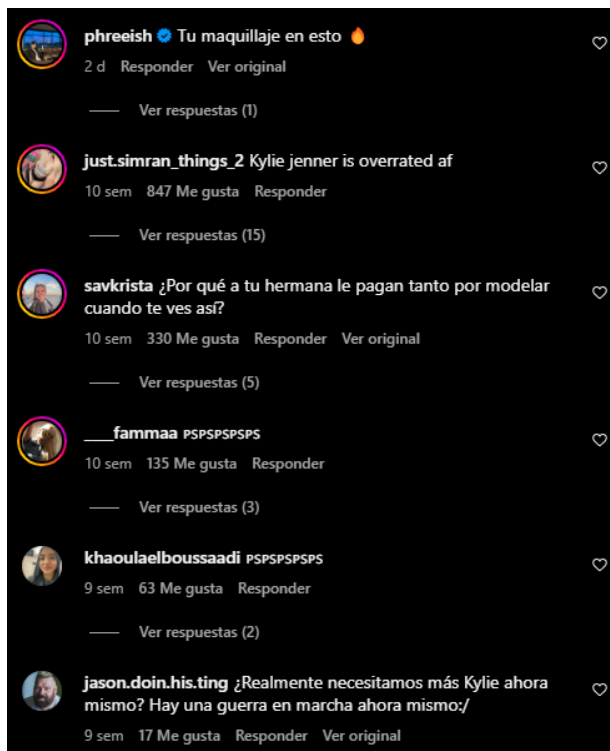 phreeish Tu maquillaje en esto 🔥
2 d Responder Ver original
Ver respuestas (1)
just.simran_things_2 Kylie jenner is overrated af
10 sem 847 Me gusta Responder
Ver respuestas (15)
savkrista ¿Por qué a tu hermana le pagan tanto por modelar
cuando te ves así?
10 sem 330 Me gusta Responder Ver original
Ver respuestas (5)
___fammaa ᴘsᴘsᴘsᴘsᴘs
10 sem 135 Me gusta Responder
Ver respuestas (3)
khaoulaelboussaadi ᴘsᴘsᴘsᴘsᴘs
9 sem 63 Me gusta Responder
Ver respuestas (2)
jason.doin.his.ting ¿Realmente necesitamos más Kylie ahora
mismo? Hay una guerra en marcha ahora mismo:/
9 sem 17 Me gusta Responder Ver original